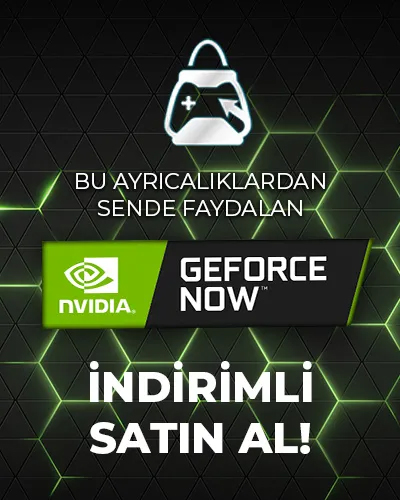 BU AYRICALIKLARDAN
SENDE FAYDALAN
NVIDIA®
GEFORCE
NOW™
İNDİRİMLİ
SATIN AL!